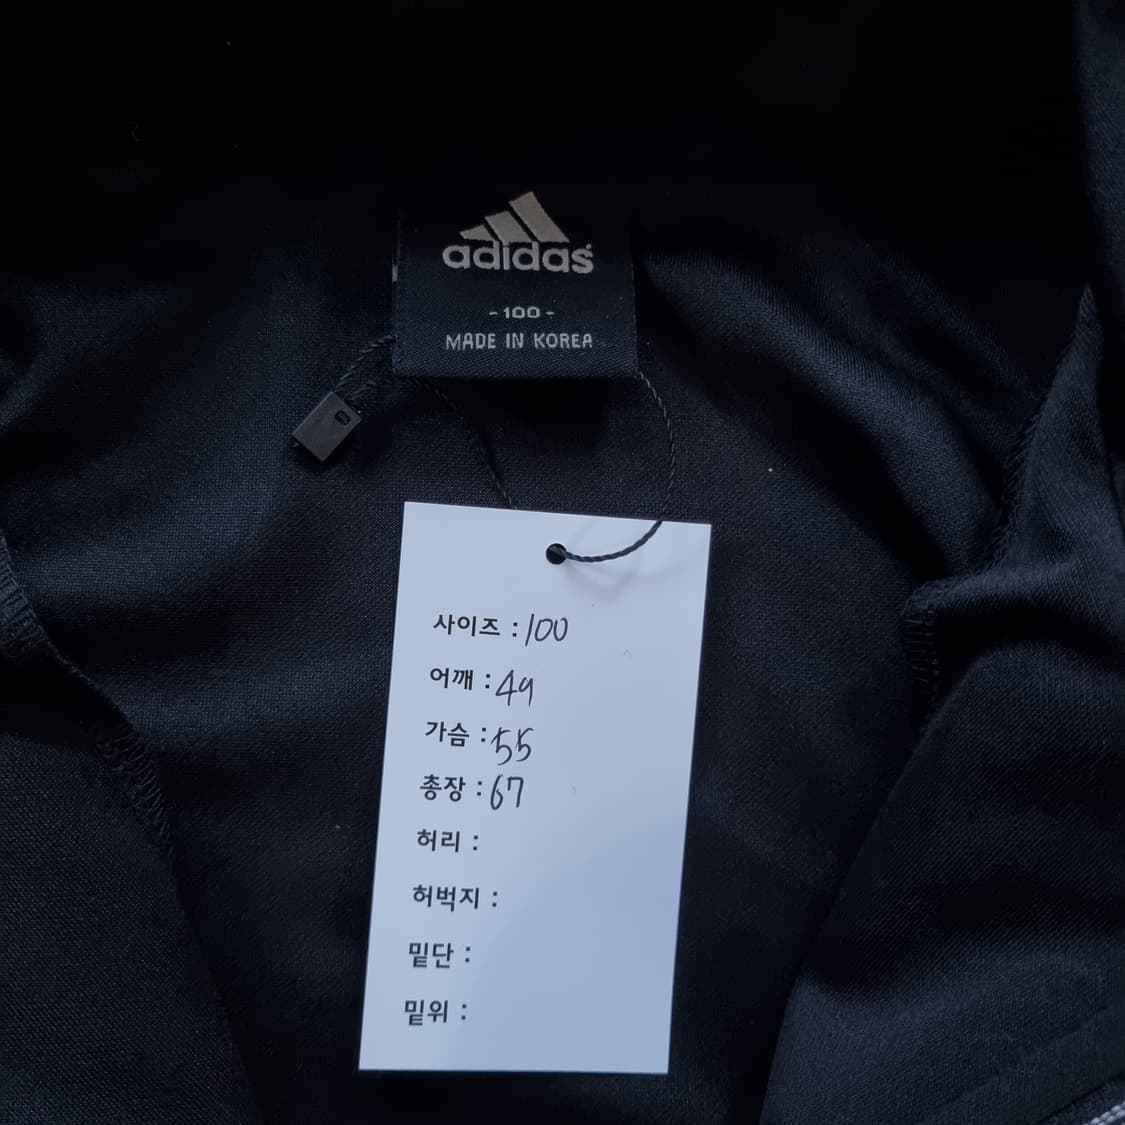 adidas
-100-
MADE IN KOREA
사이즈 : 100
어깨 : 49
가슴 : 55
총장 : 67
허리 :
허벅지 :
밑단 :
밑위 :